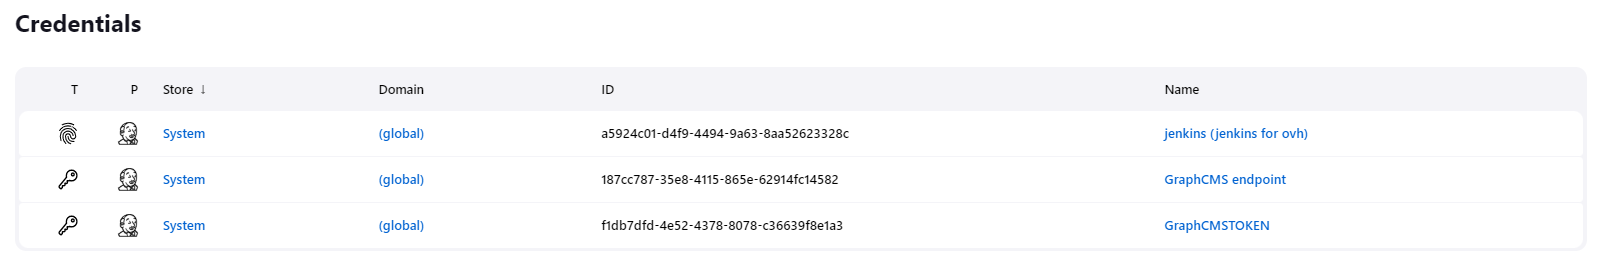 Credentials
T P Store ↓ Domain ID Name
System (global) a5924c01-d4f9-4494-9a63-8aa52623328c jenkins (jenkins for ovh)
System (global) 187cc787-35e8-4115-865e-62914fc14582 GraphCMS endpoint
System (global) f1db7dfd-4e52-4378-8078-c36639f8e1a3 GraphCMSTOKEN